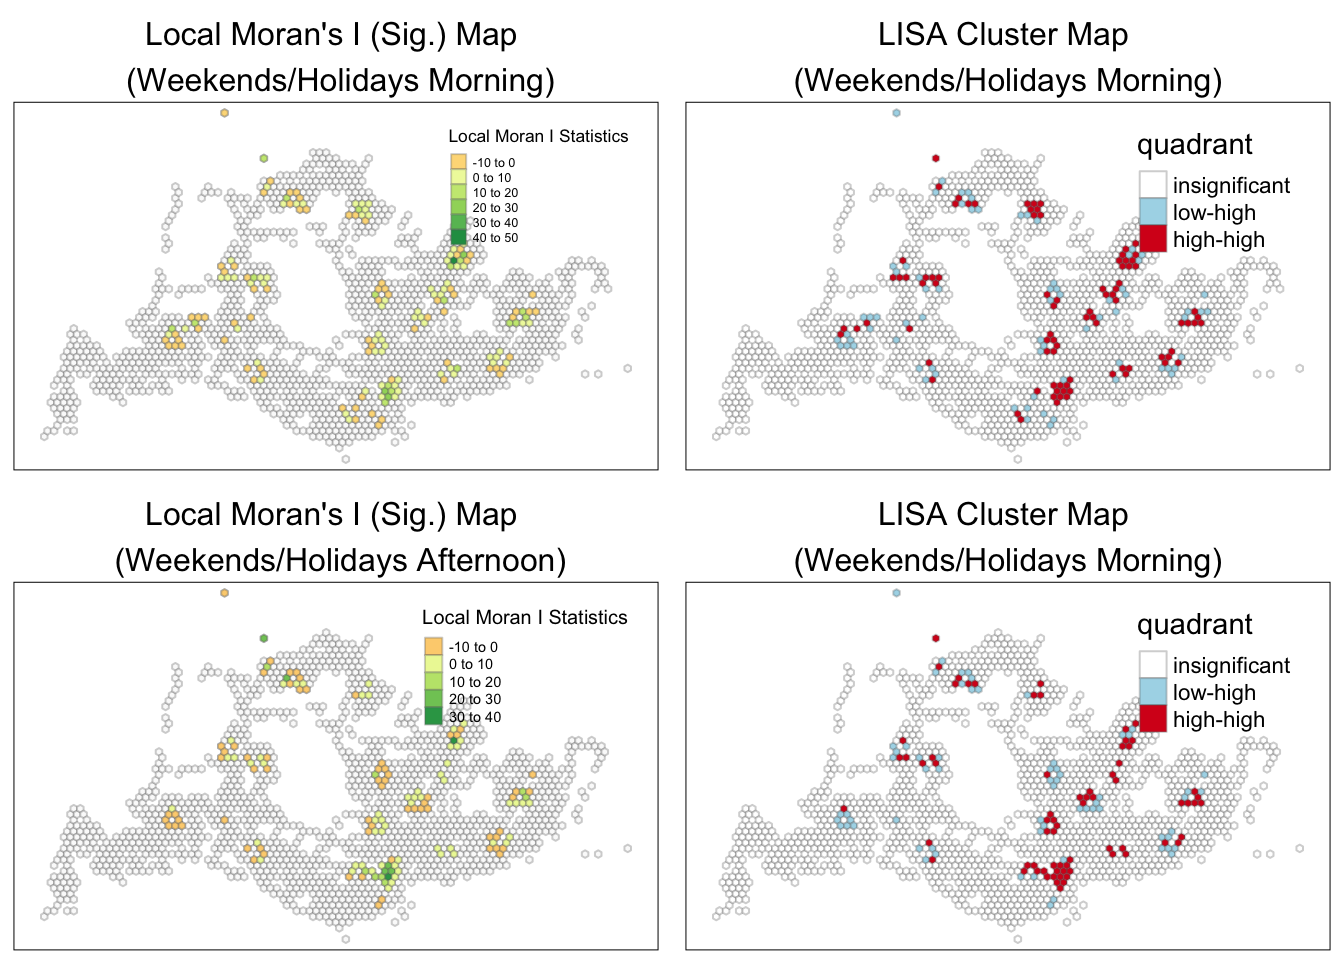 Local Moran's I (Sig.) Map
(Weekends/Holidays Morning)
Local Moran I Statistics
-10 to 0
0 to 10
10 to 20
20 to 30
30 to 40
40 to 50
LISA Cluster Map
(Weekends/Holidays Morning)
quadrant
insignificant
low-high
high-high
Local Moran's I (Sig.) Map
(Weekends/Holidays Afternoon)
Local Moran I Statistics
-10 to 0
0 to 10
10 to 20
20 to 30
30 to 40
LISA Cluster Map
(Weekends/Holidays Morning)
quadrant
insignificant
low-high
high-high